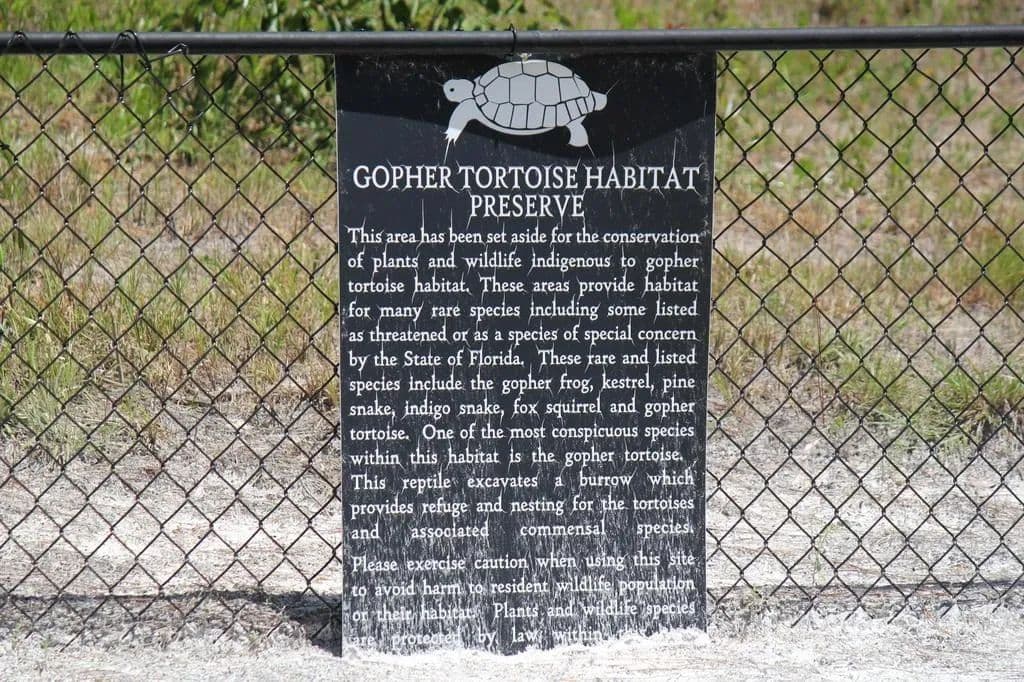 GOPHER TORTOISE HABITAT
PRESERVE
This area has been set aside for the conservation
of plants and wildlife indigenous to gopher
tortoise habitat. These areas provide habitat
for many rare species including some listed
as threatened or as a species of special concern
by the State of Florida. These rare and listed
species include the gopher frog, kestrel, pine
snake, indigo snake, fox squirrel and gopher
tortoise. One of the most conspicuous species
within this habitat is the gopher tortoise.
This reptile excavates a burrow which
provides refuge and nesting for the tortoises
and associated commensal species.
Please exercise caution when using this site
to avoid harm to resident wildlife population
or their habitat. Plants and wildlife species
are protected by law within